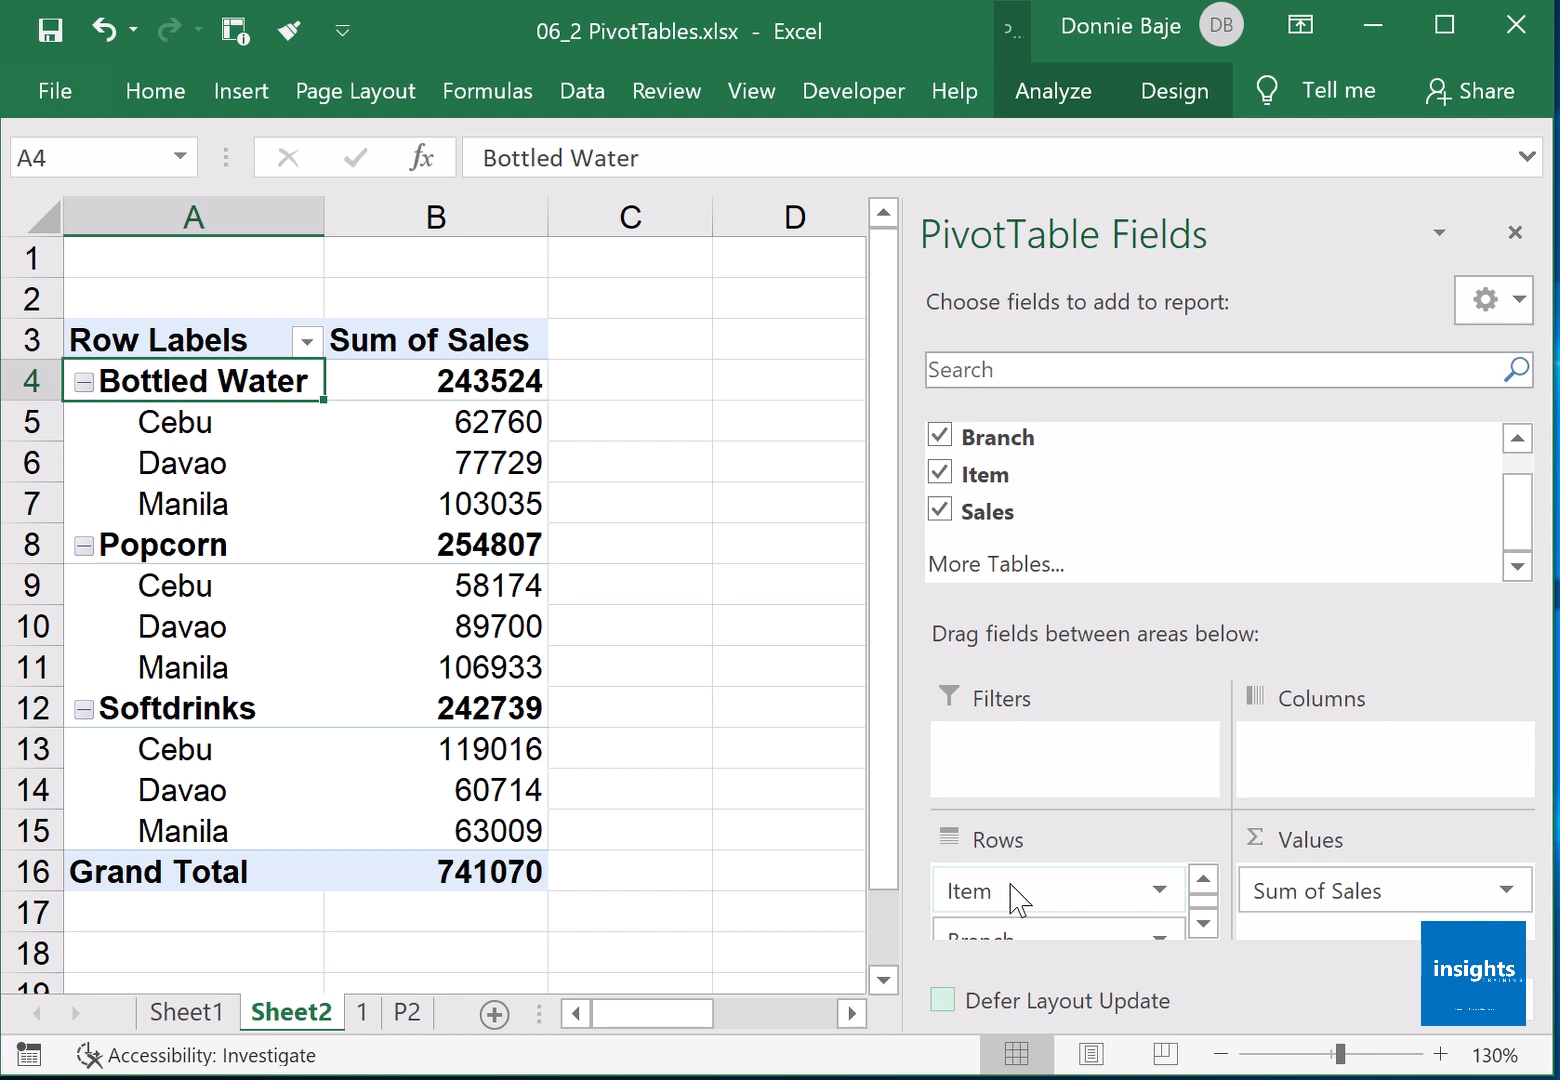 06_2 PivotTables.xlsx - Excel
Donnie Baje DB
File Home Insert Page Layout Formulas Data Review View Developer Help Analyze Design Tell me Share
A4 fx Bottled Water
A B C D
1
2
3 Row Labels Sum of Sales
4 Bottled Water 243524
5 Cebu 62760
6 Davao 77729
7 Manila 103035
8 Popcorn 254807
9 Cebu 58174
10 Davao 89700
11 Manila 106933
12 Softdrinks 242739
13 Cebu 119016
14 Davao 60714
15 Manila 63009
16 Grand Total 741070
17
18
19
PivotTable Fields
Choose fields to add to report:
Search
Branch
Item
Sales
More Tables...
Drag fields between areas below:
Filters Columns
Rows Σ Values
Item Sum of Sales
Branch
insights
Defer Layout Update
Sheet1 Sheet2 1 P2
Accessibility: Investigate 130%